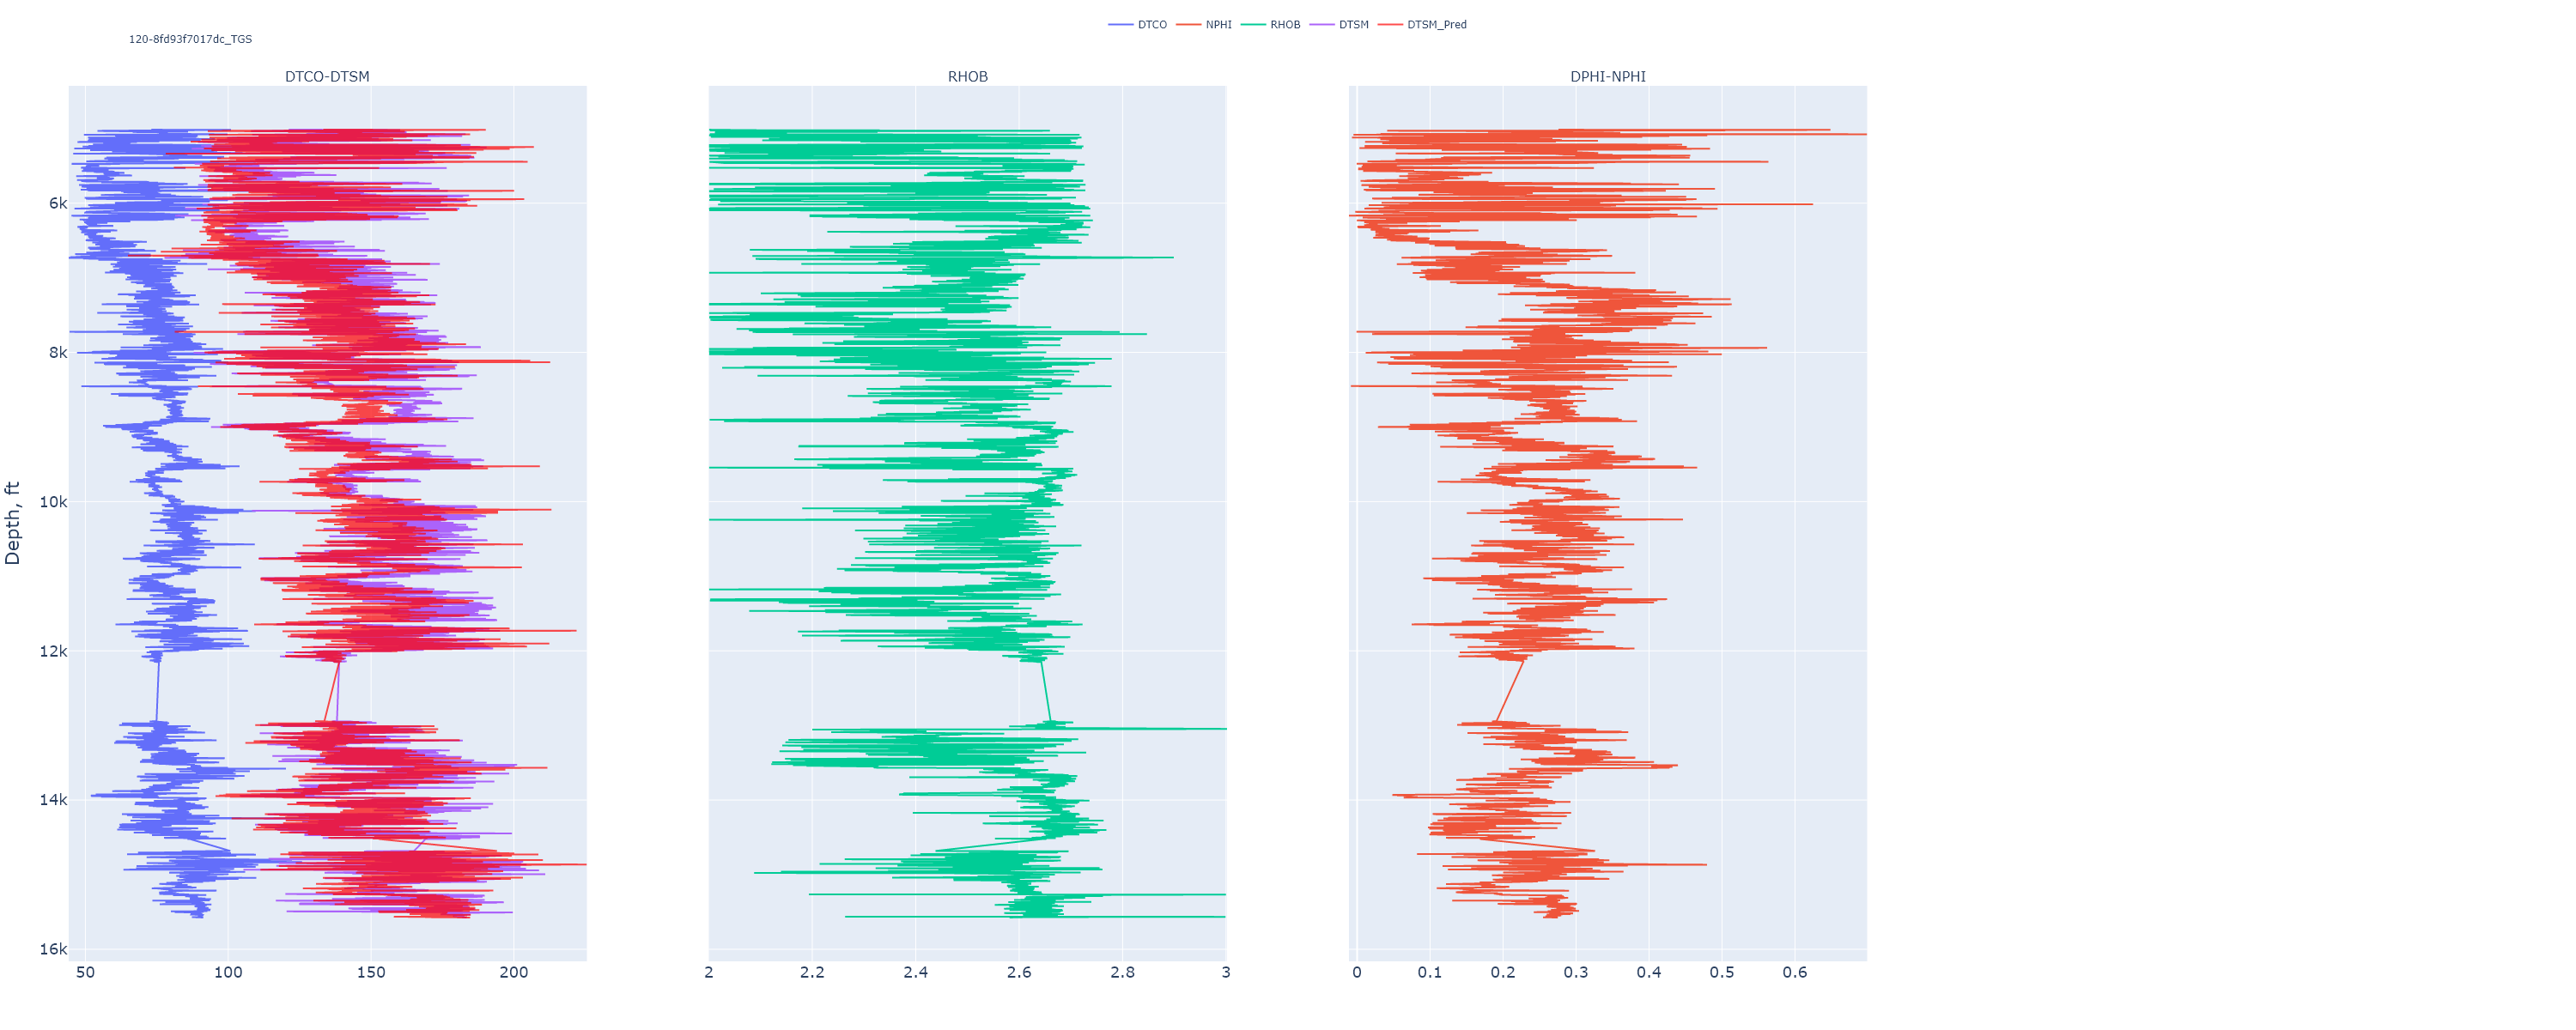 DTCO NPHI RHOB DTSM DTSM_Pred
120-8fd93f7017dc_TGS
DTCO-DTSM RHOB DPHI-NPHI
Depth, ft
6k
8k
10k
12k
14k
16k
50 100 150 200
2 2.2 2.4 2.6 2.8 3
0 0.1 0.2 0.3 0.4 0.5 0.6